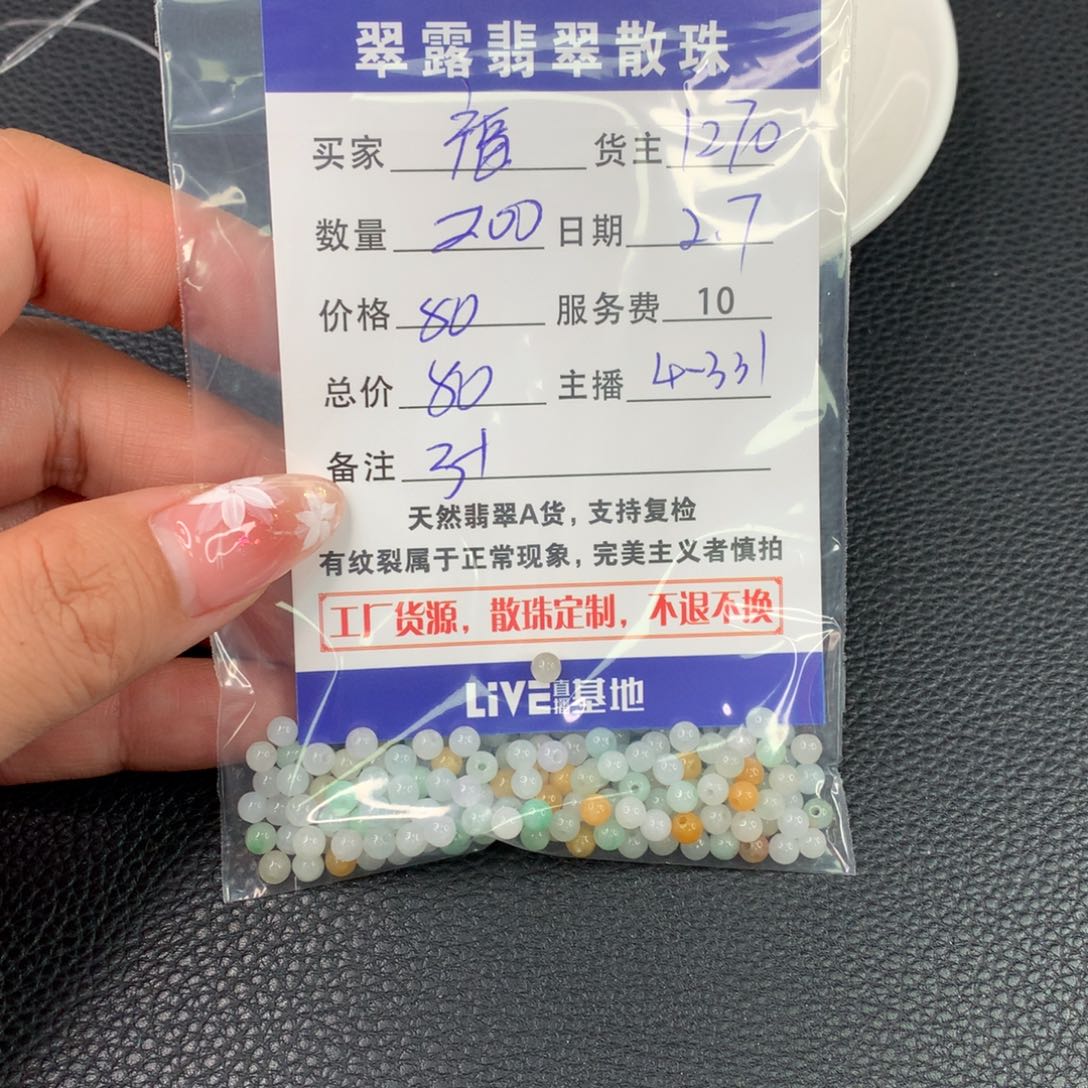 翠露翡翠散珠
买家 福 货主 1270
数量 200 日期 2.7
价格 80 服务费 10
总价 80 主播 4-331
备注
天然翡翠A货，支持复检
有纹裂属于正常现象，完美主义者慎拍
工厂货源，散珠定制，不退不换
LiVE直播基地